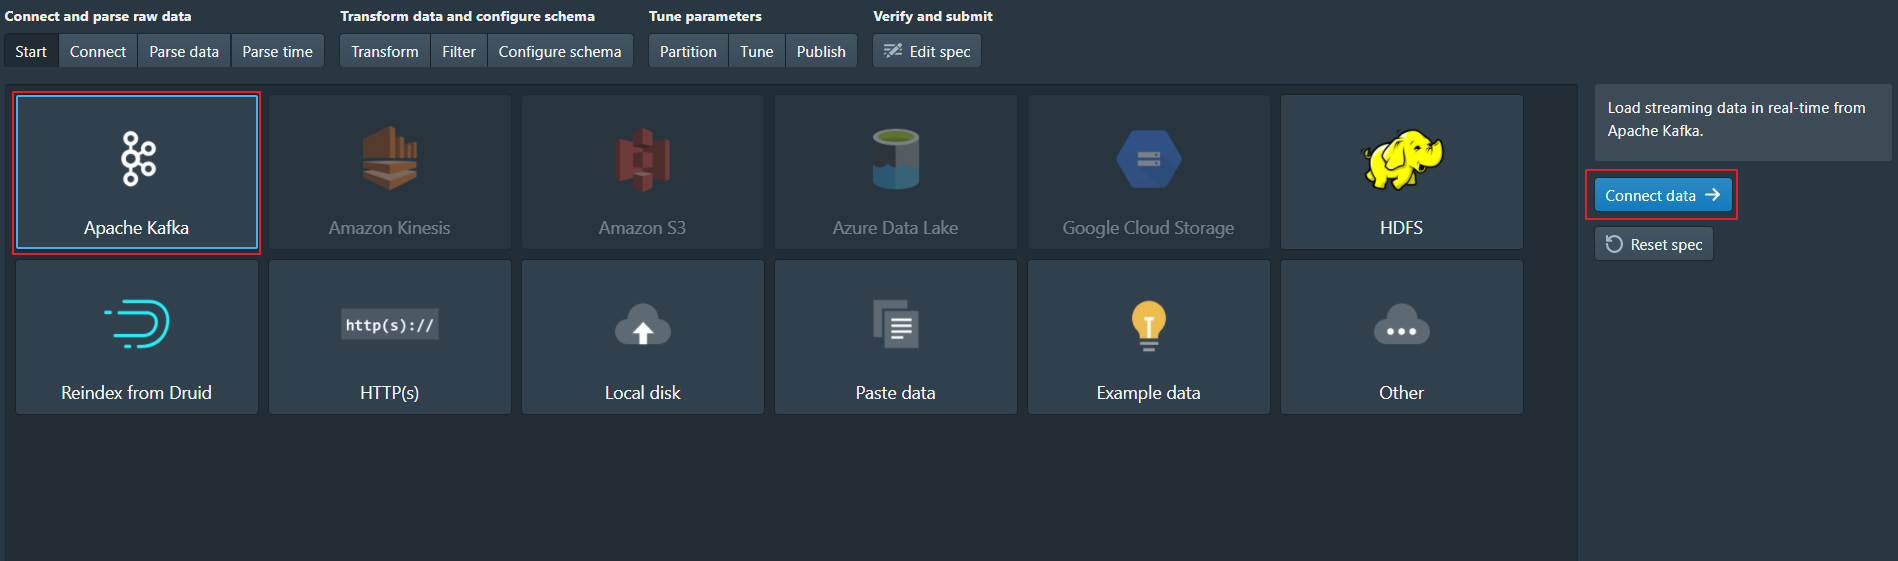 Connect and parse raw data
Transform data and configure schema
Tune parameters
Verify and submit
Start
Connect
Parse data
Parse time
Transform
Filter
Configure schema
Partition
Tune
Publish
Edit spec
Apache Kafka
Amazon Kinesis
Amazon S3
Azure Data Lake
Google Cloud Storage
HDFS
http(s)://
Reindex from Druid
HTTP(s)
Local disk
Paste data
Example data
Other
Load streaming data in real-time from
Apache Kafka.
Connect data
Reset spec